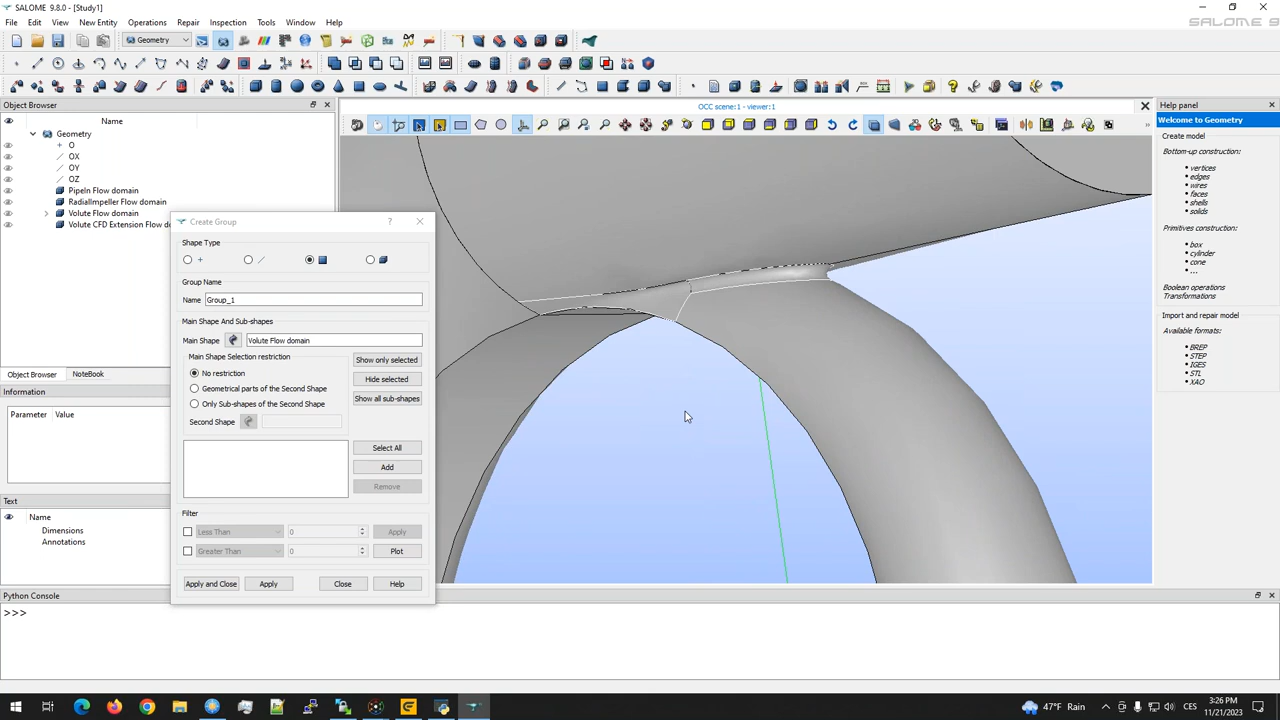 SALOME 9.8.0 - [Study1]
File Edit View New Entity Operations Repair Inspection Tools Window Help
SALOME 9
Geometry
Object Browser
OCC scene:1 - viewer:1
Help panel
Name
Welcome to Geometry
Geometry
O
OX
OY
OZ
PipeIn Flow domain
RadialImpeller Flow domain
Volute Flow domain
Volute CFD Extension Flow do
Create model
Bottom-up construction:
vertices
edges
wires
faces
shells
solids
Primitives construction:
box
cylinder
cone
...
Boolean operations
Transformations
Import and repair model
Available formats:
BREP
STEP
IGES
STL
XAO
Create Group
?
Shape Type
Group Name
Name Group_1
Main Shape And Sub-shapes
Main Shape Volute Flow domain
Main Shape Selection restriction
No restriction
Geometrical parts of the Second Shape
Only Sub-shapes of the Second Shape
Second Shape
Show only selected
Hide selected
Show all sub-shapes
Select All
Add
Remove
Filter
Less Than 0 Apply
Greater Than 0 Plot
Apply and Close Apply Close Help
Object Browser NoteBook
Information
Parameter Value
Text
Name
Dimensions
Annotations
Python Console
>>>
47°F Rain
CES
3:26 PM
11/21/2023